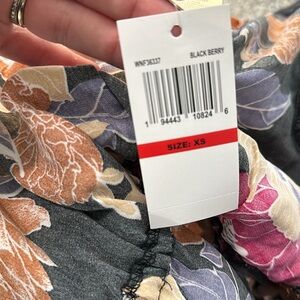 WNF36337 BLACK BERRY
1 94443 10824 6
SIZE: XS